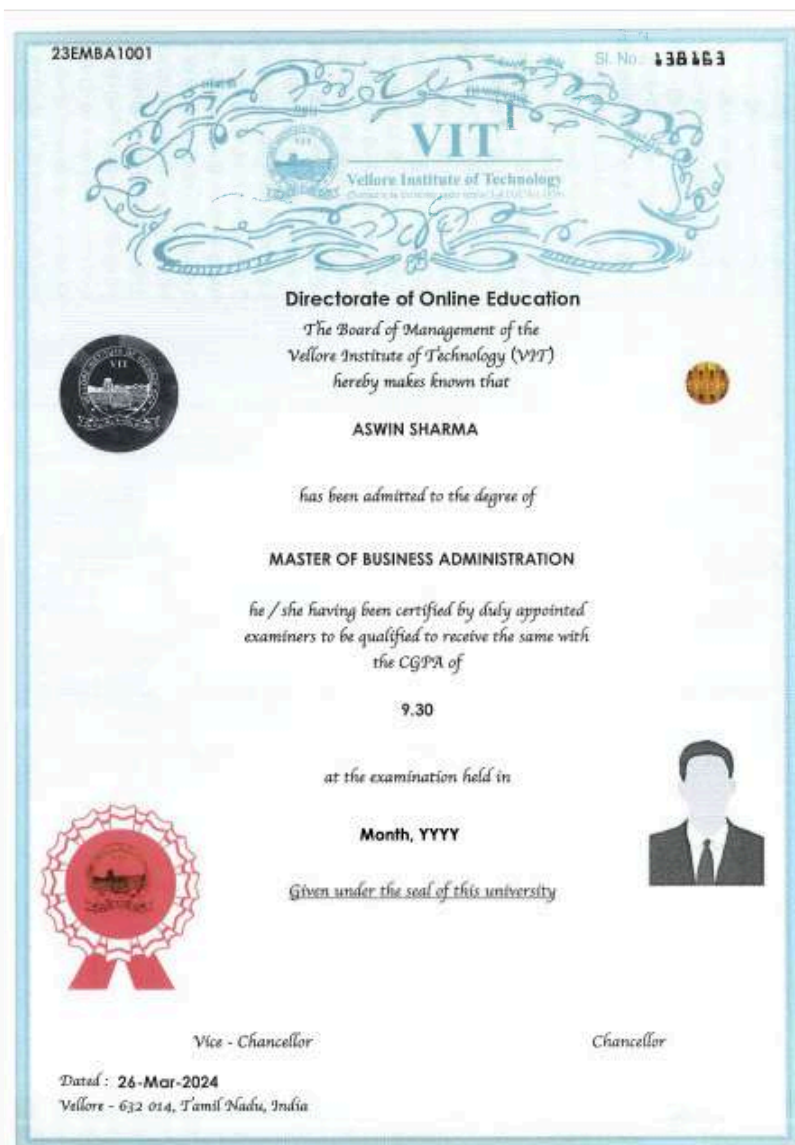 23EMBA1001
Sl. No.: 138163
VIT
Vellore Institute of Technology
Directorate of Online Education
The Board of Management of the
Vellore Institute of Technology (VIT)
hereby makes known that
VIT
ASWIN SHARMA
has been admitted to the degree of
MASTER OF BUSINESS ADMINISTRATION
he / she having been certified by duly appointed
examiners to be qualified to receive the same with
the CGPA of
9.30
at the examination held in
Month, YYYY
Given under the seal of this university
Vice - Chancellor
Chancellor
Dated : 26-Mar-2024
Vellore - 632 014, Tamil Nadu, India